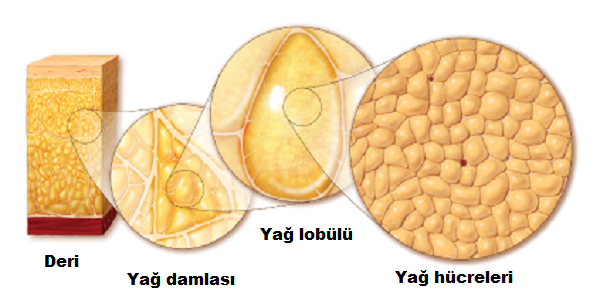 Deri
Yağ damlası
Yağ lobülü
Yağ hücreleri